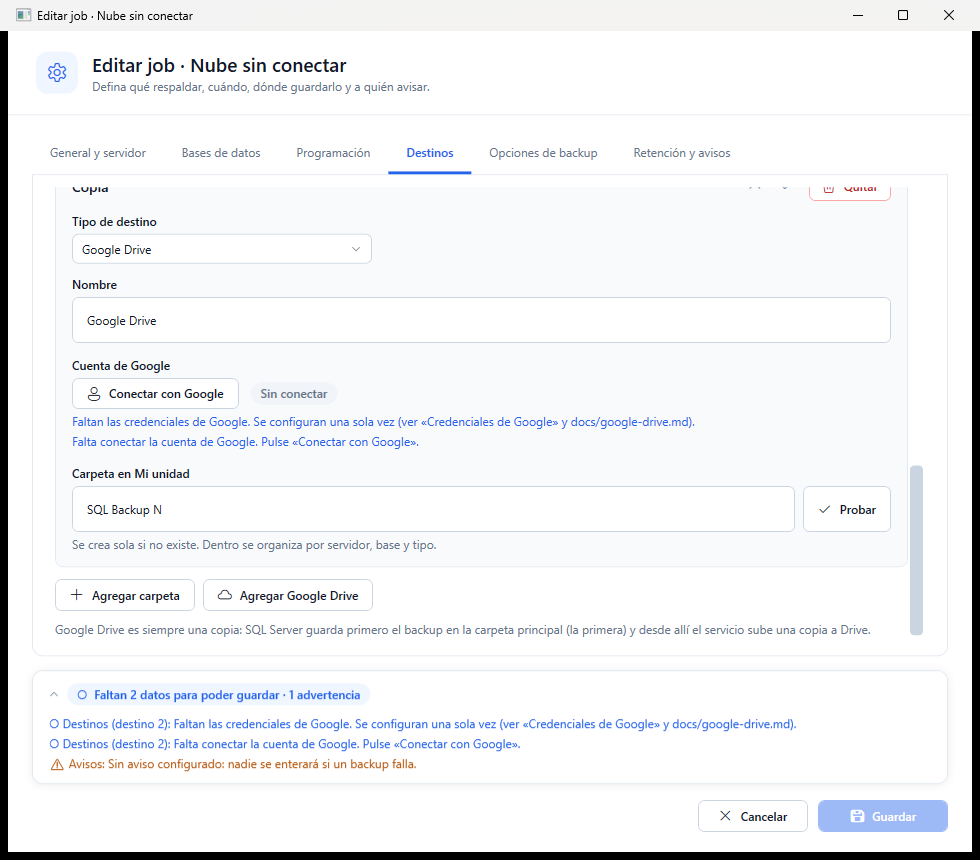 Editar job · Nube sin conectar
Editar job · Nube sin conectar
Defina qué respaldar, cuándo, dónde guardarlo y a quién avisar.
General y servidor Bases de datos Programación Destinos Opciones de backup Retención y avisos
Copia Quitar
Tipo de destino
Google Drive
Nombre
Google Drive
Cuenta de Google
Conectar con Google Sin conectar
Faltan las credenciales de Google. Se configuran una sola vez (ver «Credenciales de Google» y docs/google-drive.md).
Falta conectar la cuenta de Google. Pulse «Conectar con Google».
Carpeta en Mi unidad
SQL Backup N Probar
Se crea sola si no existe. Dentro se organiza por servidor, base y tipo.
Agregar carpeta Agregar Google Drive
Google Drive es siempre una copia: SQL Server guarda primero el backup en la carpeta principal (la primera) y desde allí el servicio sube una copia a Drive.
Faltan 2 datos para poder guardar · 1 advertencia
Destinos (destino 2): Faltan las credenciales de Google. Se configuran una sola vez (ver «Credenciales de Google» y docs/google-drive.md).
Destinos (destino 2): Falta conectar la cuenta de Google. Pulse «Conectar con Google».
Avisos: Sin aviso configurado: nadie se enterará si un backup falla.
Cancelar Guardar